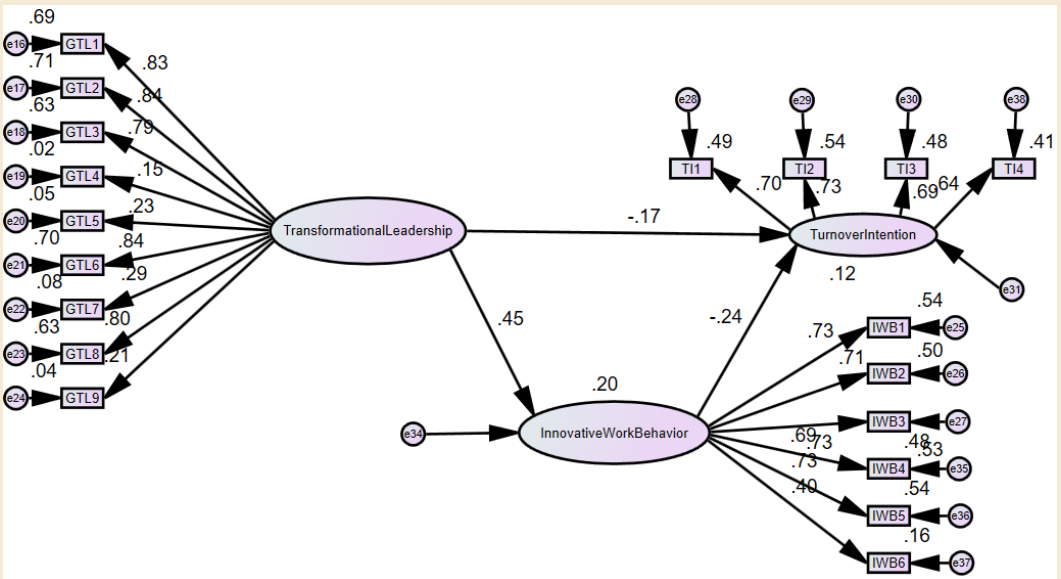 .69
e16 GTL1
.71
.83
e17 GTL2
.63
.84
e18 GTL3
.02
.79
e19 GTL4
.05
.15
e20 GTL5
.70
.23
e21 GTL6
.08
.84
.29
e22 GTL7
.63
.80
e23 GTL8
.04
.21
e24 GTL9
TransformationalLeadership
-.17
.45
e28
e29
e30
e38
.49
.54
.48
.41
TI1
TI2
TI3
TI4
.70
.73
.69
.64
TurnoverIntention
.12
e31
-.24
.20
e34
InnovativeWorkBehavior
.54
.73
IWB1 e25
.50
.71
IWB2 e26
IWB3 e27
.69
.73
.48
.53
IWB4 e35
.73
.54
.40
IWB5 e36
.16
IWB6 e37